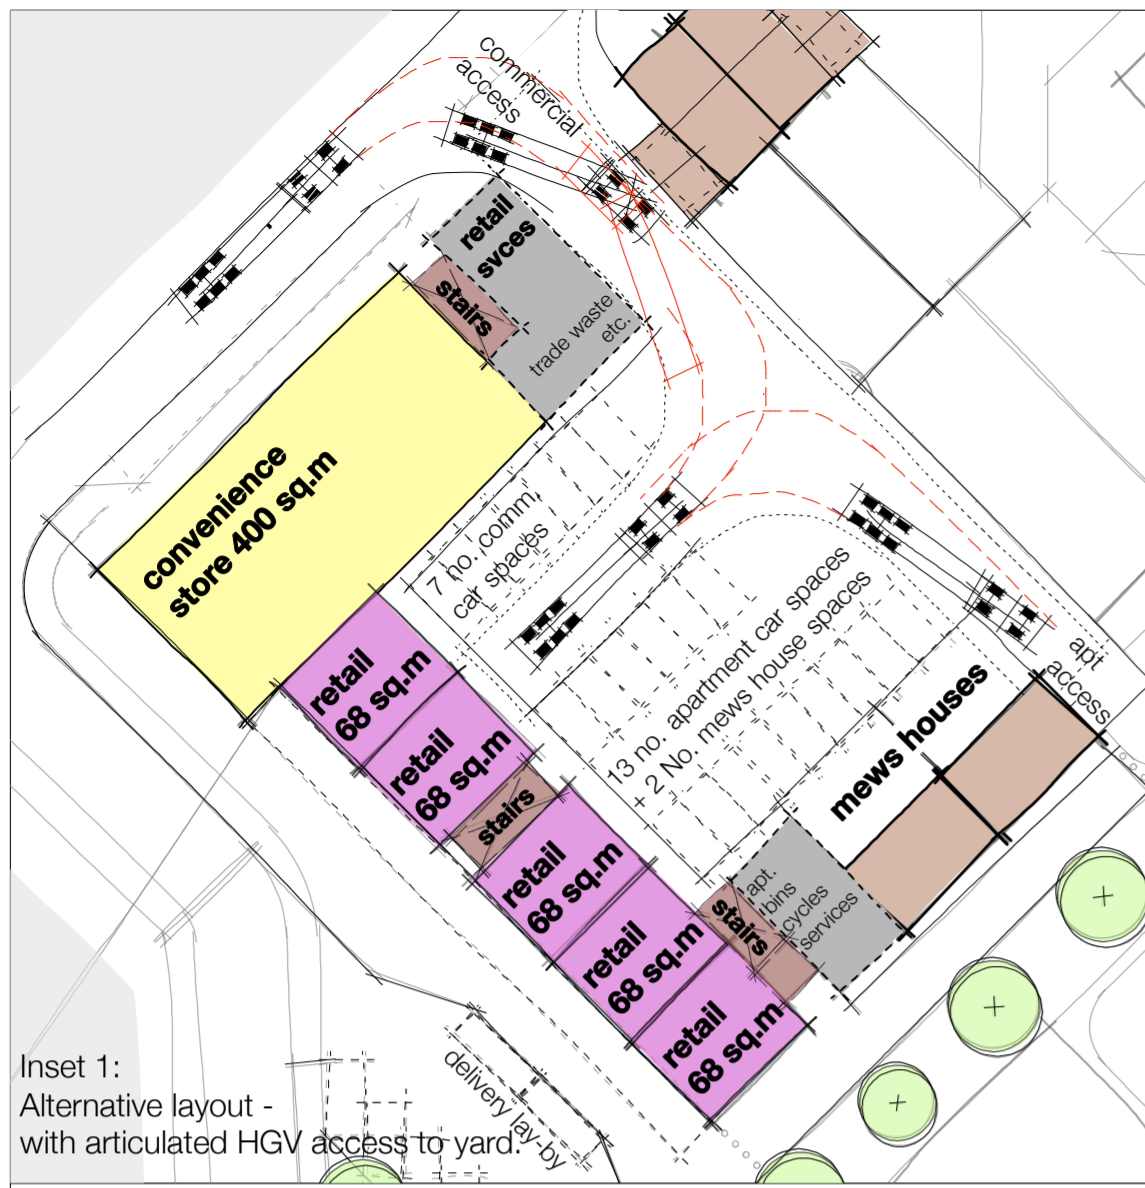 commercial
access
retail
svces
stairs
trade waste
etc.
convenience
store 400 sq.m
7 no. comm.
car spaces
13 no. apartment car spaces
+ 2 No. mews house spaces
apt
access
mews houses
retail
68 sq.m
retail
68 sq.m
stairs
retail
68 sq.m
retail
68 sq.m
retail
68 sq.m
stairs
apt.
bins
cycles
services
delivery lay-by
Inset 1:
Alternative layout -
with articulated HGV access to yard.